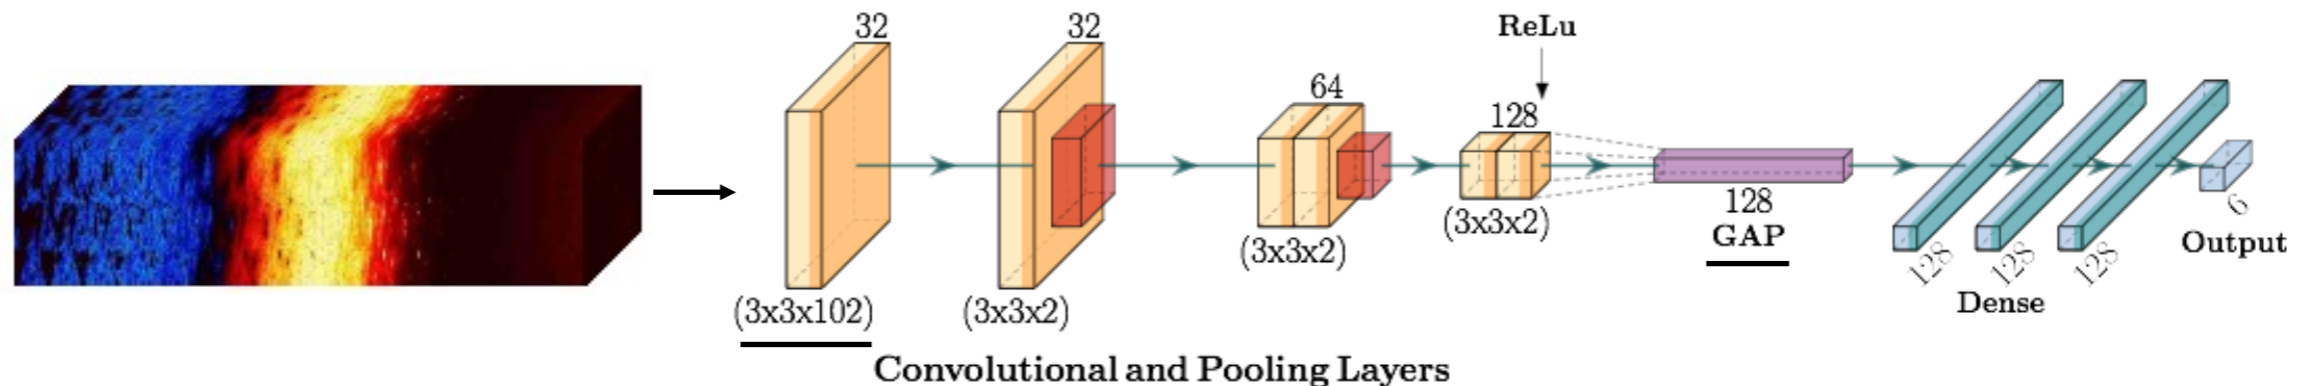 32
32
64
128
ReLu
(3x3x102)
(3x3x2)
(3x3x2)
(3x3x2)
128
GAP
128
128
128
Dense
6
Output
Convolutional and Pooling Layers